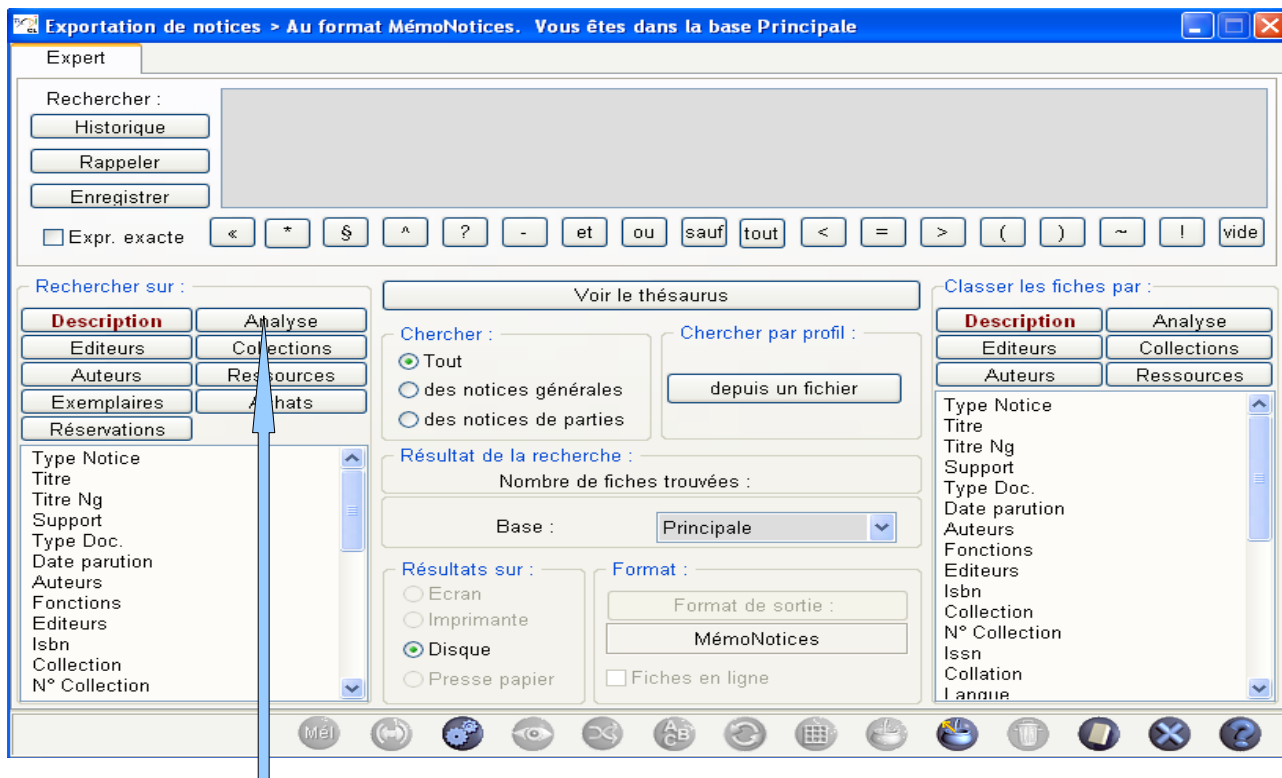 Exportation de notices > Au format MémoNotices. Vous êtes dans la base Principale
Expert
Rechercher :
Historique
Rappeler
Enregistrer
Expr. exacte « * § ^ ? - et ou sauf tout < = > ( ) ~ ! vide
Rechercher sur :
Description Analyse
Editeurs Collections
Auteurs Ressources
Exemplaires Achats
Réservations
Type Notice
Titre
Titre Ng
Support
Type Doc.
Date parution
Auteurs
Fonctions
Editeurs
Isbn
Collection
N° Collection
Voir le thésaurus
Chercher :
Tout
des notices générales
des notices de parties
Chercher par profil :
depuis un fichier
Résultat de la recherche :
Nombre de fiches trouvées :
Base : Principale
Résultats sur :
Ecran
Imprimante
Disque
Presse papier
Format :
Format de sortie :
MémoNotices
Fiches en ligne
Classer les fiches par :
Description Analyse
Editeurs Collections
Auteurs Ressources
Type Notice
Titre
Titre Ng
Support
Type Doc.
Date parution
Auteurs
Fonctions
Editeurs
Isbn
Collection
N° Collection
Issn
Collation
Langue
Mél
ABC
?